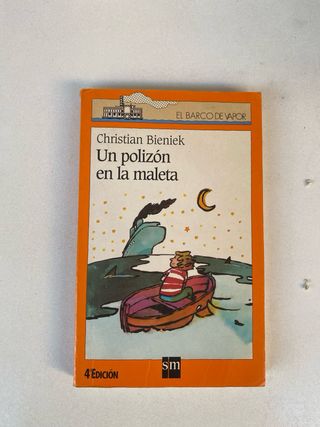 EL BARCO DE VAPOR
Christian Bieniek
Un polizón
en la maleta
4ª EDICIÓN
sm